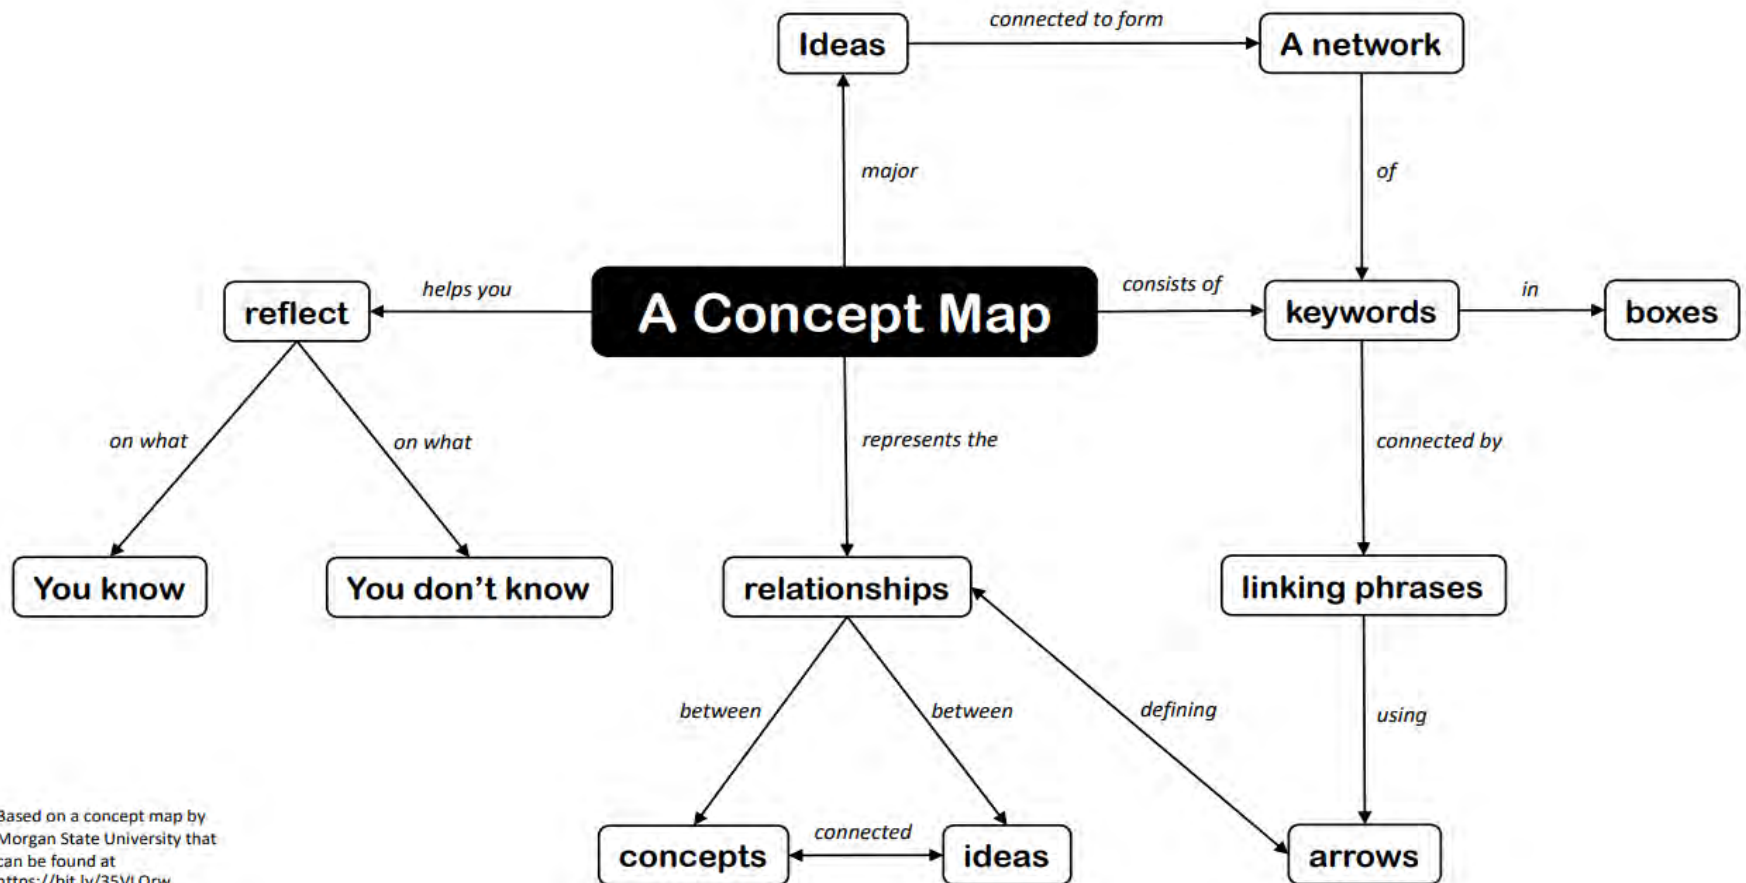 Ideas
connected to form
A network
major
of
helps you
A Concept Map
consists of
keywords
in
boxes
reflect
on what
on what
represents the
connected by
You know
You don't know
relationships
linking phrases
between
between
defining
using
concepts
connected
ideas
arrows
Based on a concept map by
Morgan State University that
can be found at